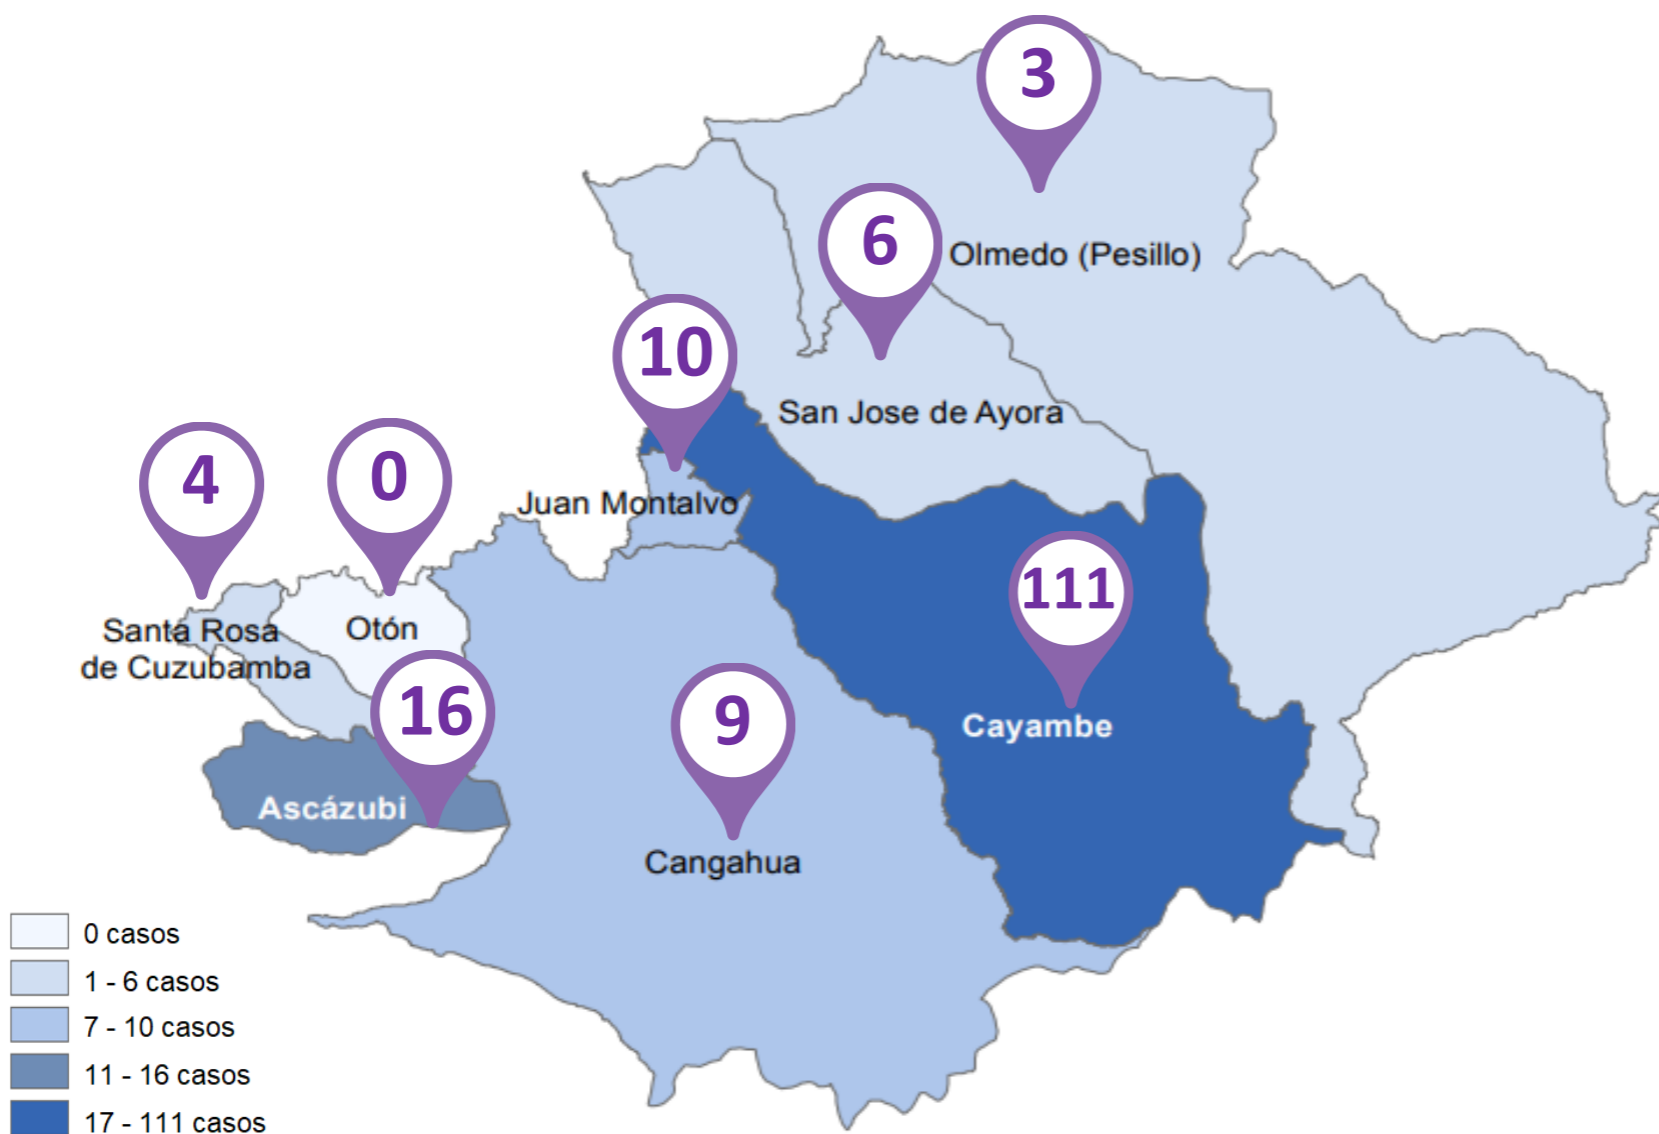 3
6
Olmedo (Pesillo)
10
San Jose de Ayora
4
0
Juan Montalvo
111
Santa Rosa
de Cuzubamba
Otón
16
9
Cayambe
Ascázubi
Cangahua
0 casos
1 - 6 casos
7 - 10 casos
11 - 16 casos
17 - 111 casos